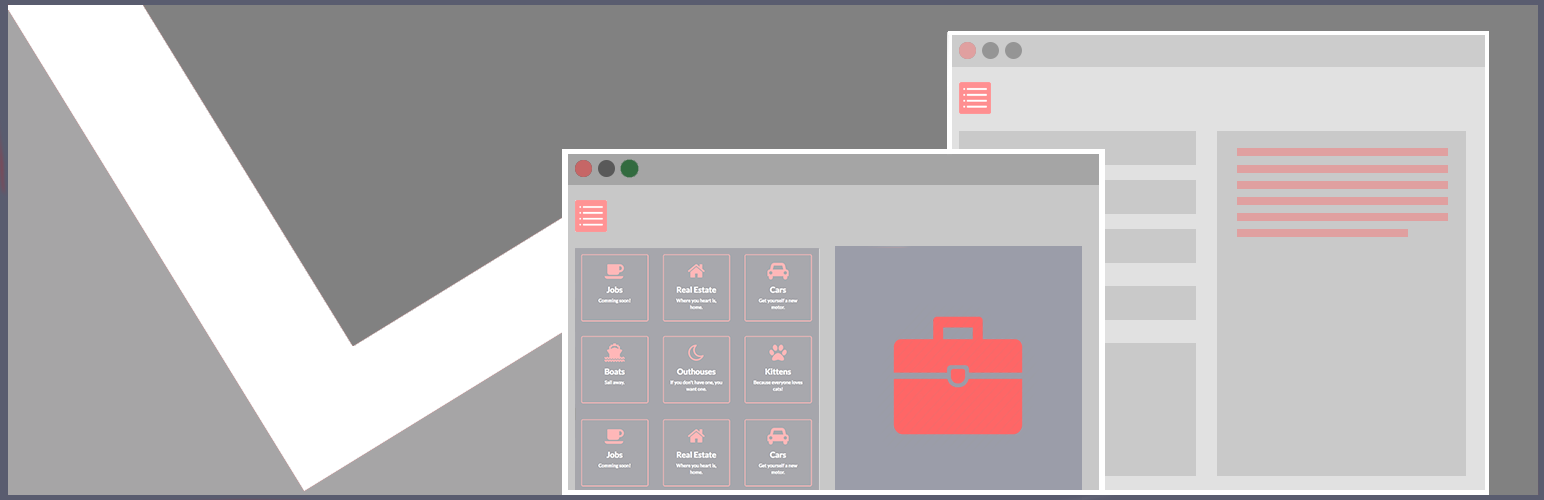 Jobs
Comming soon!
Real Estate
Where you heart is,
home.
Cars
Get yourself a new
motor.
Boats
Sail away.
Outhouses
If you don't have one, you
want one.
Kittens
Because everyone loves
cats!
Jobs
Comming soon!
Real Estate
Where you heart is,
home.
Cars
Get yourself a new
motor.